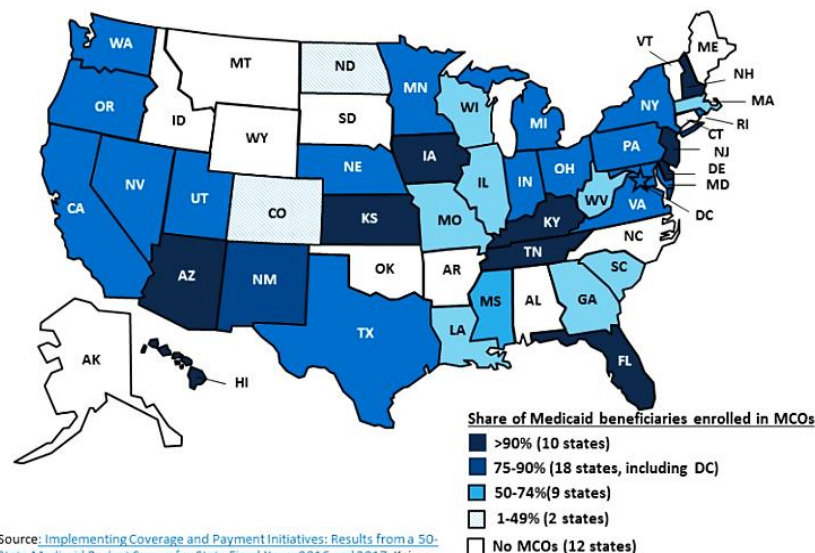 WA
MT
ND
MN
VT
ME
NH
MA
RI
CT
NJ
DE
MD
DC
OR
ID
SD
WI
MI
NY
WY
NE
IA
PA
NV
UT
CO
IL
IN
OH
WV
VA
CA
KS
MO
KY
NC
AZ
NM
OK
AR
TN
SC
TX
LA
MS
AL
GA
FL
AK
HI
Share of Medicaid beneficiaries enrolled in MCOs
>90% (10 states)
75-90% (18 states, including DC)
50-74%(9 states)
1-49% (2 states)
No MCOs (12 states)
Source: Implementing Coverage and Payment Initiatives: Results from a 50-